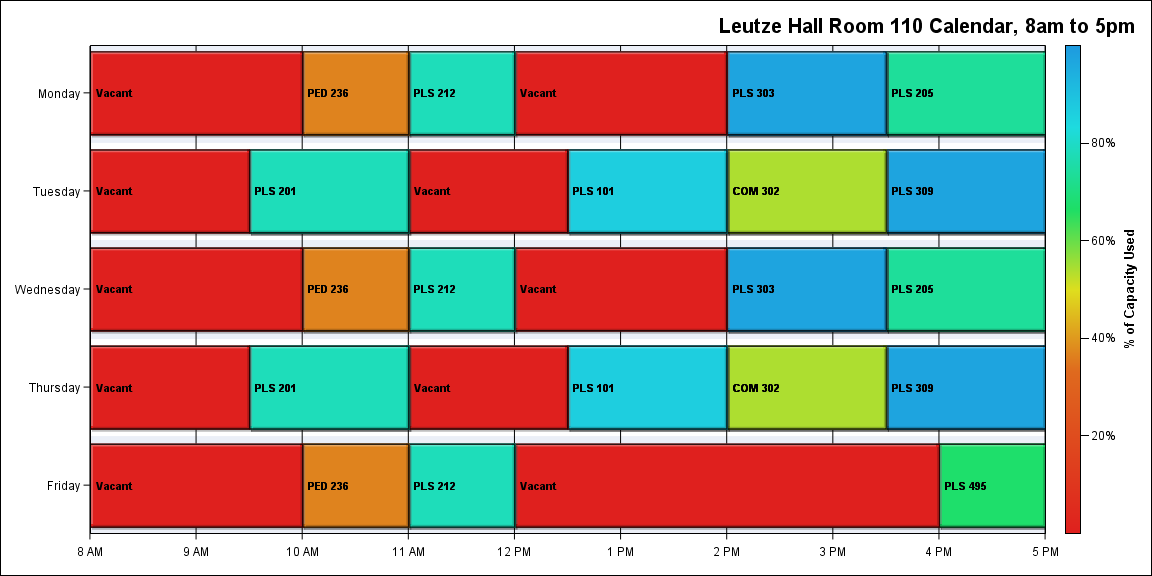 Leutze Hall Room 110 Calendar, 8am to 5pm
Monday
Vacant
PED 236
PLS 212
Vacant
PLS 303
PLS 205
Tuesday
Vacant
PLS 201
Vacant
PLS 101
COM 302
PLS 309
Wednesday
Vacant
PED 236
PLS 212
Vacant
PLS 303
PLS 205
Thursday
Vacant
PLS 201
Vacant
PLS 101
COM 302
PLS 309
Friday
Vacant
PED 236
PLS 212
Vacant
PLS 495
8 AM
9 AM
10 AM
11 AM
12 PM
1 PM
2 PM
3 PM
4 PM
5 PM
80%
60%
40%
20%
% of Capacity Used